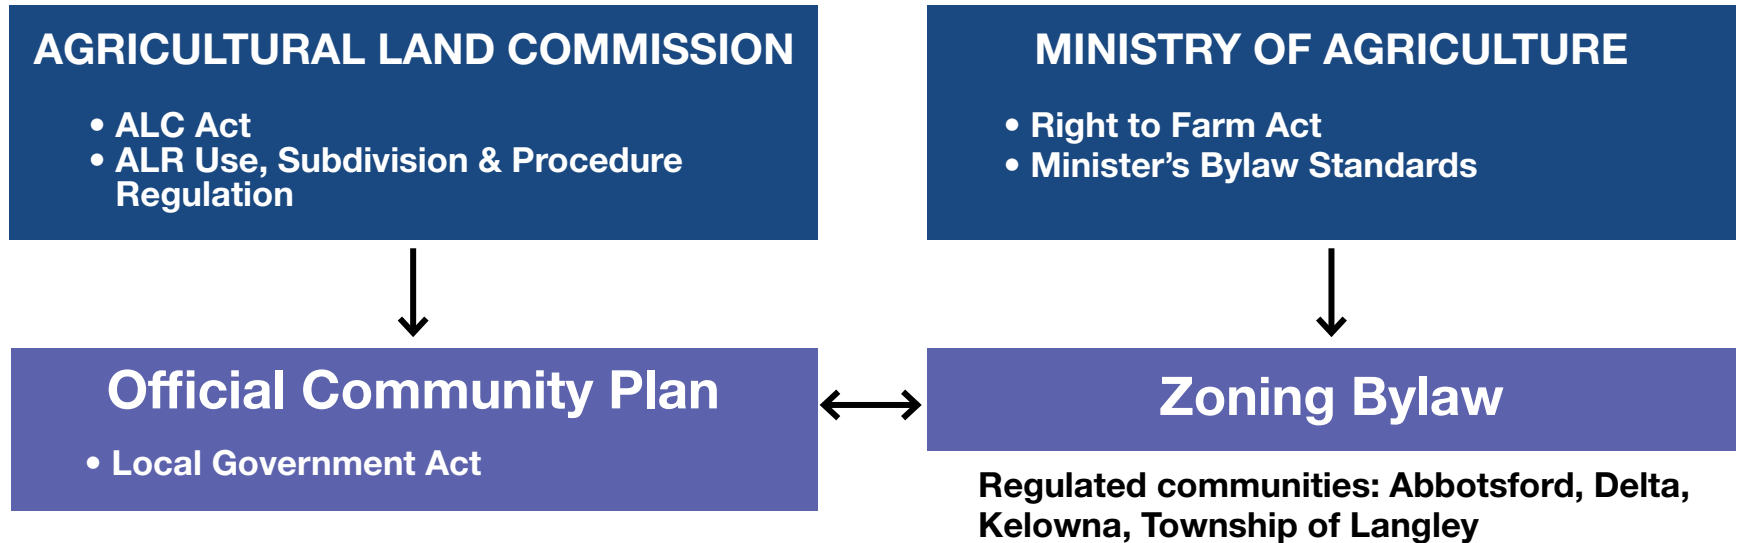 AGRICULTURAL LAND COMMISSION
• ALC Act
• ALR Use, Subdivision & Procedure
Regulation
MINISTRY OF AGRICULTURE
• Right to Farm Act
• Minister’s Bylaw Standards
Official Community Plan
• Local Government Act
Zoning Bylaw
Regulated communities: Abbotsford, Delta,
Kelowna, Township of Langley